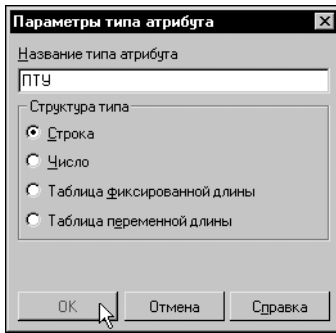 Параметры типа атрибута
Название типа атрибута
ПТУ
Структура типа
Строка
Число
Таблица фиксированной длины
Таблица переменной длины
OK Отмена Справка